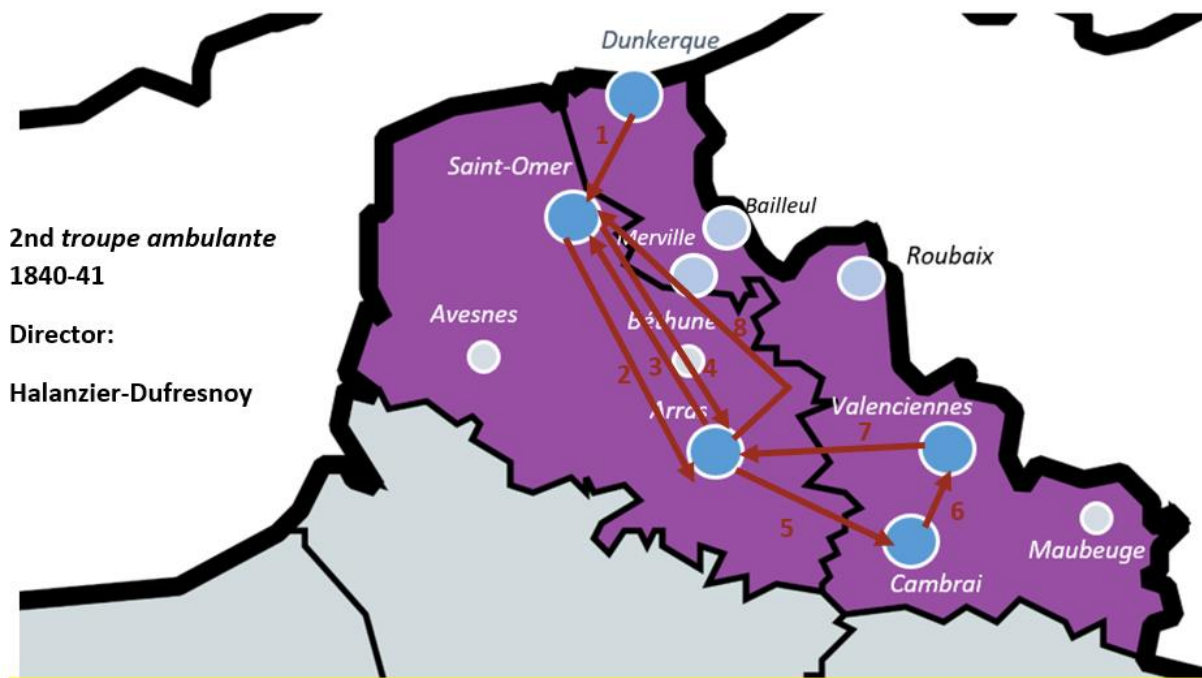 Dunkerque
1
Saint-Omer
Bailleul
2nd troupe ambulante
1840-41
Merville
Roubaix
Director:
Avesnes
Béthune
8
Halanzier-Dufresnoy
2
3
4
Arras
Valenciennes
7
5
6
Maubeuge
Cambrai